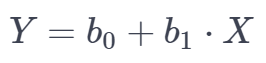 Y = b₀ + b₁ · X